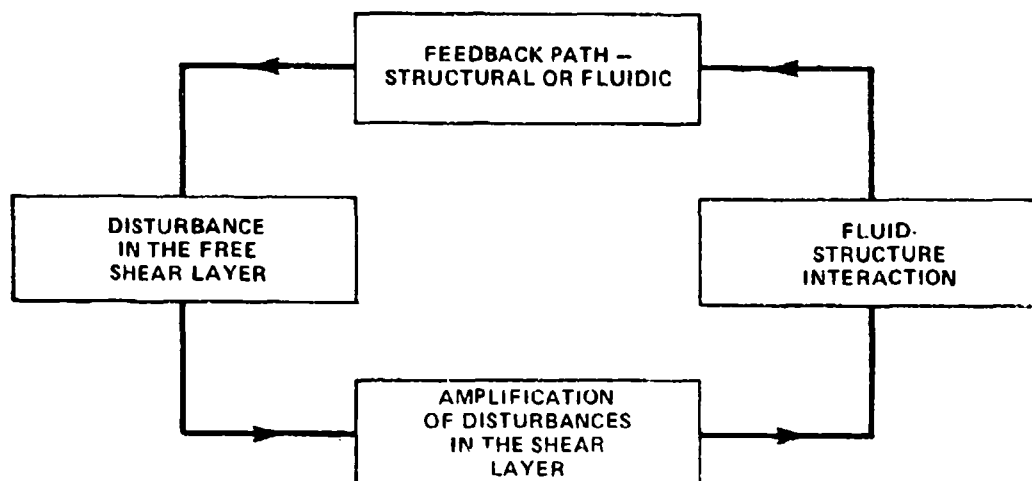 FEEDBACK PATH –
STRUCTURAL OR FLUIDIC
DISTURBANCE
IN THE FREE
SHEAR LAYER
FLUID-
STRUCTURE
INTERACTION
AMPLIFICATION
OF DISTURBANCES
IN THE SHEAR
LAYER